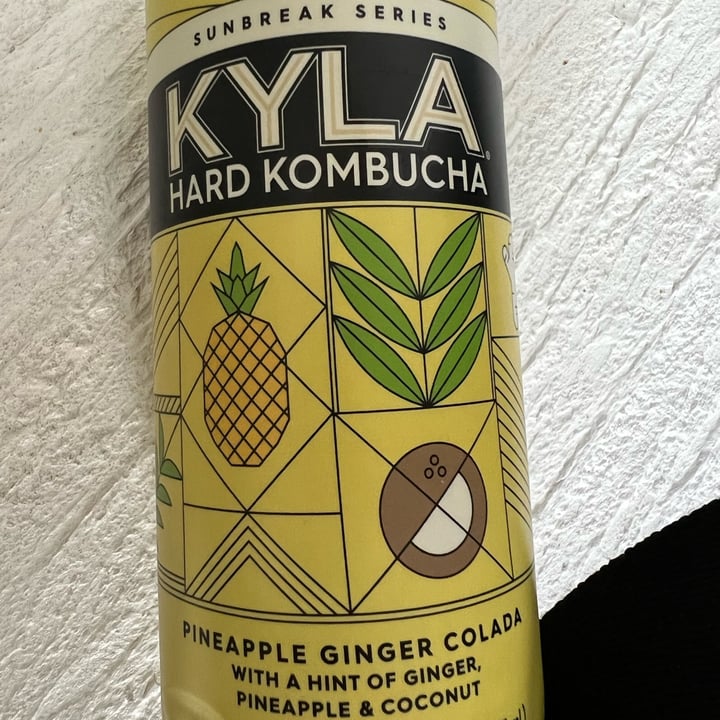 SUNBREAK SERIES
KYLA®
HARD KOMBUCHA
PINEAPPLE GINGER COLADA
WITH A HINT OF GINGER,
PINEAPPLE & COCONUT